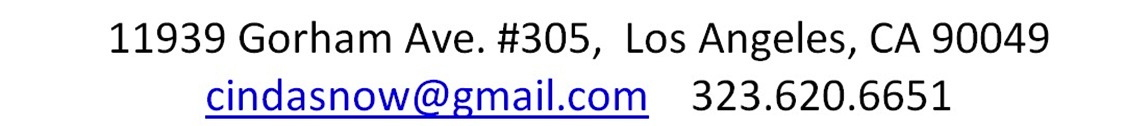 11939 Gorham Ave. #305,  Los Angeles, CA 90049
cindasnow@gmail.com    323.620.6651